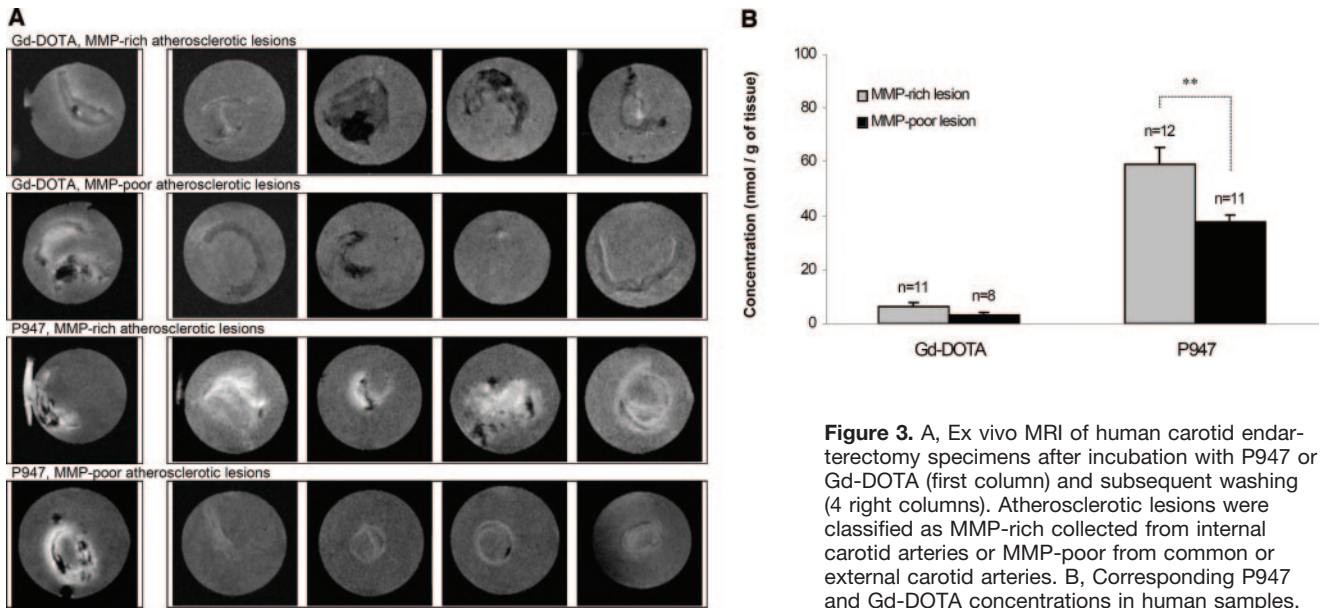 A
Gd-DOTA, MMP-rich atherosclerotic lesions
Gd-DOTA, MMP-poor atherosclerotic lesions
P947, MMP-rich atherosclerotic lesions
P947, MMP-poor atherosclerotic lesions
B
Concentration (nmol / g of tissue)
100
80
60
40
20
0
MMP-rich lesion
MMP-poor lesion
**
n=12
n=11
n=11
n=8
Gd-DOTA
P947
Figure 3. A, Ex vivo MRI of human carotid endar-
terectomy specimens after incubation with P947 or
Gd-DOTA (first column) and subsequent washing
(4 right columns). Atherosclerotic lesions were
classified as MMP-rich collected from internal
carotid arteries or MMP-poor from common or
external carotid arteries. B, Corresponding P947
and Gd-DOTA concentrations in human samples.